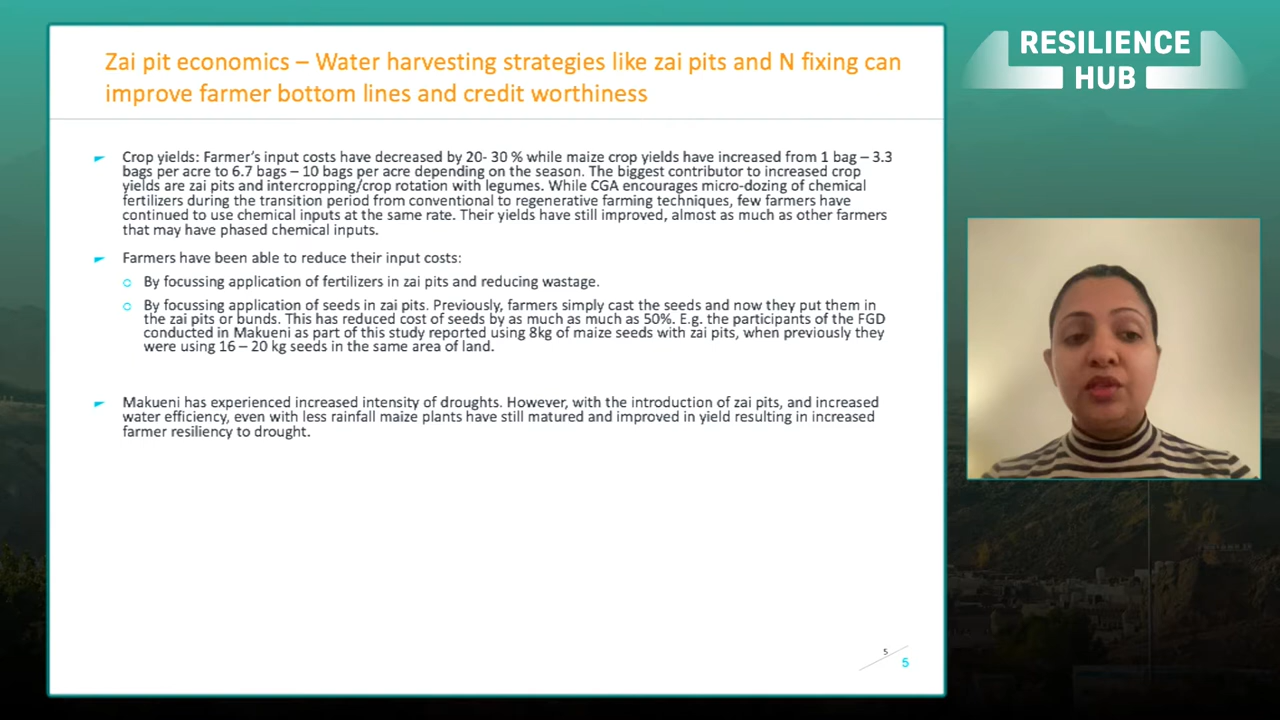 Zai pit economics – Water harvesting strategies like zai pits and N fixing can
improve farmer bottom lines and credit worthiness
RESILIENCE
HUB
Crop yields: Farmer's input costs have decreased by 20- 30 % while maize crop yields have increased from 1 bag – 3.3
bags per acre to 6.7 bags – 10 bags per acre depending on the season. The biggest contributor to increased crop
yields are zai pits and intercropping/crop rotation with legumes. While CGA encourages micro-dozing of chemical
fertilizers during the transition period from conventional to regenerative farming techniques, few farmers have
continued to use chemical inputs at the same rate. Their yields have still improved, almost as much as other farmers
that may have phased chemical inputs.
Farmers have been able to reduce their input costs:
By focussing application of fertilizers in zai pits and reducing wastage.
By focussing application of seeds in zai pits. Previously, farmers simply cast the seeds and now they put them in
the zai pits or bunds. This has reduced cost of seeds by as much as much as 50%. E.g. the participants of the FGD
conducted in Makueni as part of this study reported using 8kg of maize seeds with zai pits, when previously they
were using 16 – 20 kg seeds in the same area of land.
Makueni has experienced increased intensity of droughts. However, with the introduction of zai pits, and increased
water efficiency, even with less rainfall maize plants have still matured and improved in yield resulting in increased
farmer resiliency to drought.
5
5